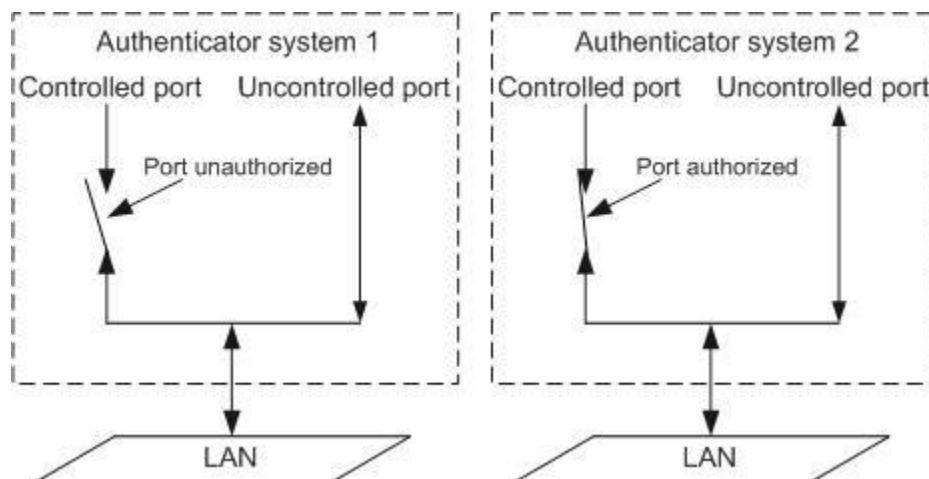 Authenticator system 1
Controlled port
Uncontrolled port
Port unauthorized
LAN
Authenticator system 2
Controlled port
Uncontrolled port
Port authorized
LAN